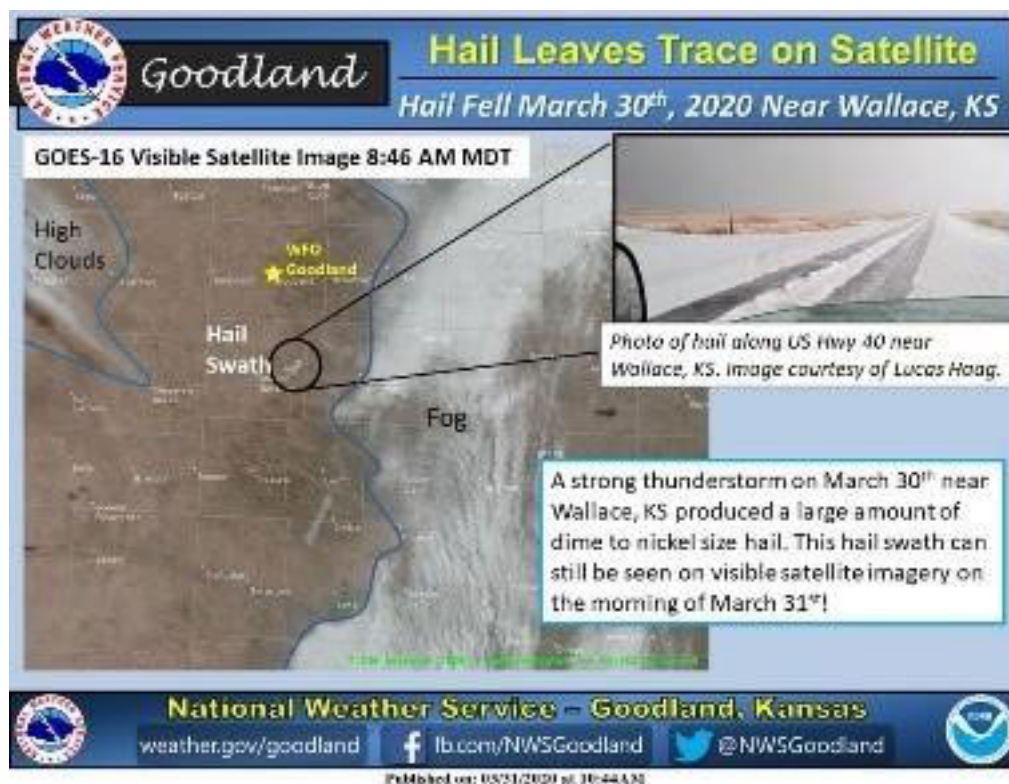 NATIONAL WEATHER SERVICE
Goodland
Hail Leaves Trace on Satellite
Hail Fell March 30th, 2020 Near Wallace, KS
GOES-16 Visible Satellite Image 8:46 AM MDT
High
Clouds
WFO
Goodland
Hail
Swath
Fog
Photo of hail along US Hwy 40 near
Wallace, KS. Image courtesy of Lucas Haag.
A strong thunderstorm on March 30th near
Wallace, KS produced a large amount of
dime to nickel size hail. This hail swath can
still be seen on visible satellite imagery on
the morning of March 31st!
National Weather Service – Goodland, Kansas
weather.gov/goodland
fb.com/NWSGoodland
@NWSGoodland
Published on: 03/31/2020 at 10:44AM